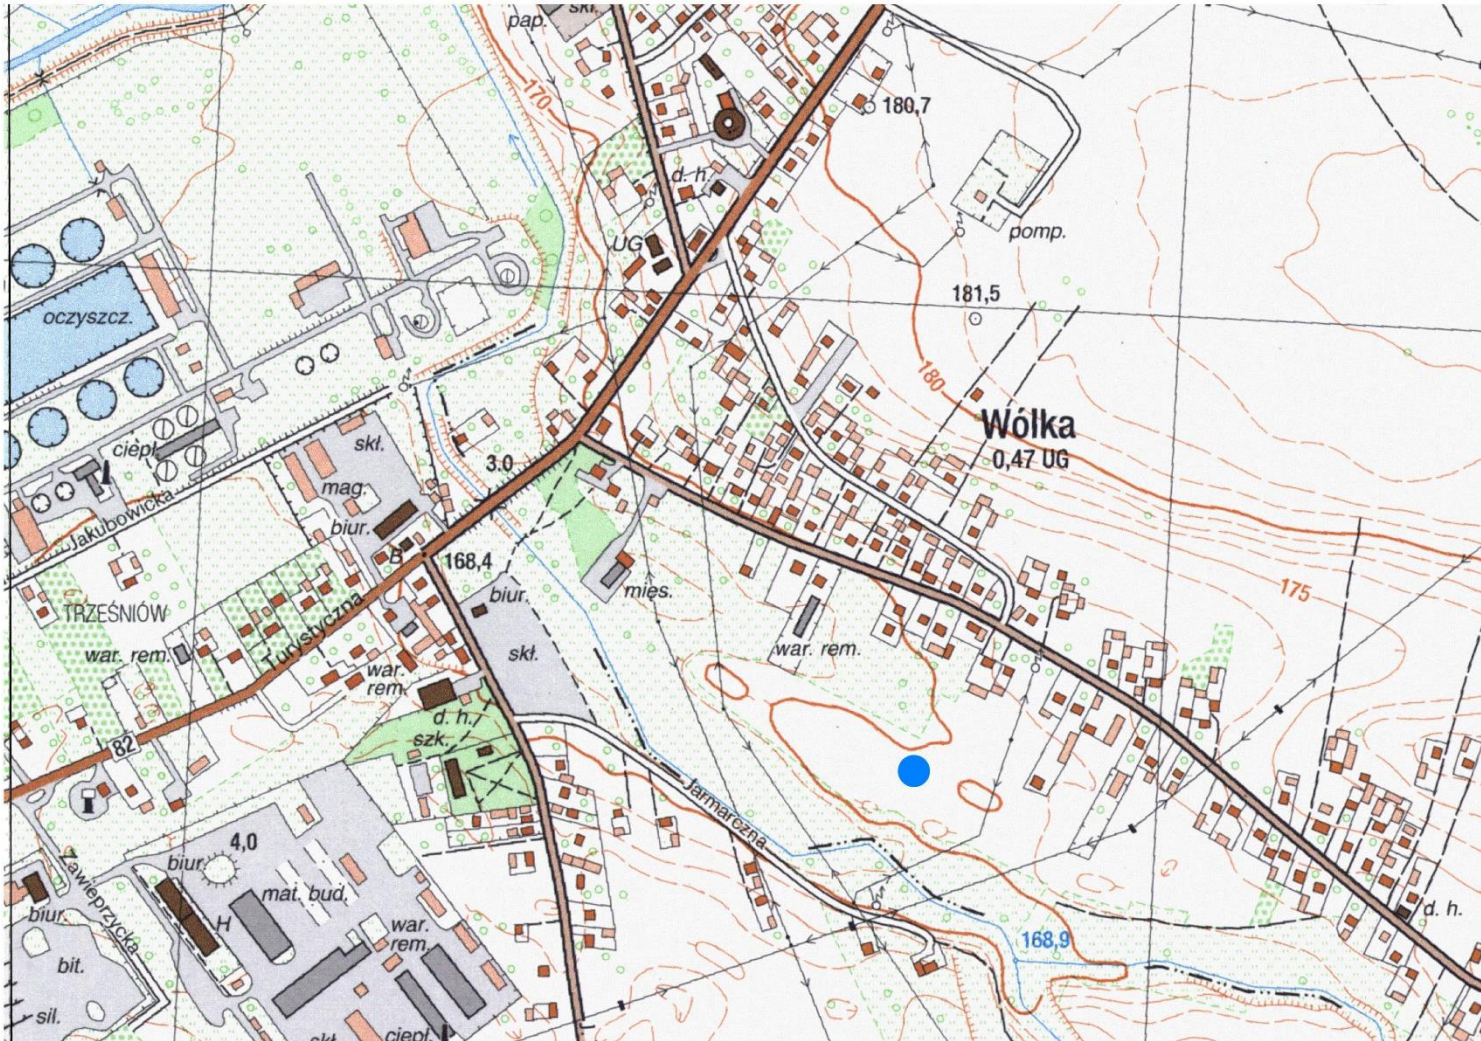 pap.
skł.
170
180,7
d. h.
pomp.
UG
181,5
oczyszcz.
180
Wólka
0,47 UG
skł.
ciepł.
3.0
mag.
Jakubowicka
biur.
B
168,4
175
biur.
mięs.
TRZEŚNIÓW
Turystyczna
war. rem.
skł.
war. rem.
war.
rem.
d. h.
szk.
82
Jarmarczna
4,0
biur.
Zawieprzycka
mat. bud.
biur.
H
war.
rem.
d. h.
168,9
bit.
sil.
skł.
ciepł.